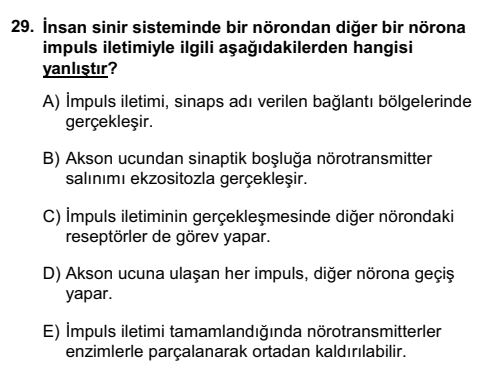 29. İnsan sinir sisteminde bir nörondan diğer bir nörona
impuls iletimiyle ilgili aşağıdakilerden hangisi
yanlıştır?
A) İmpuls iletimi, sinaps adı verilen bağlantı bölgelerinde
gerçekleşir.
B) Akson ucundan sinaptik boşluğa nörotransmitter
salınımı ekzositozla gerçekleşir.
C) İmpuls iletiminin gerçekleşmesinde diğer nörondaki
reseptörler de görev yapar.
D) Akson ucuna ulaşan her impuls, diğer nörona geçiş
yapar.
E) İmpuls iletimi tamamlandığında nörotransmitterler
enzimlerle parçalanarak ortadan kaldırılabilir.